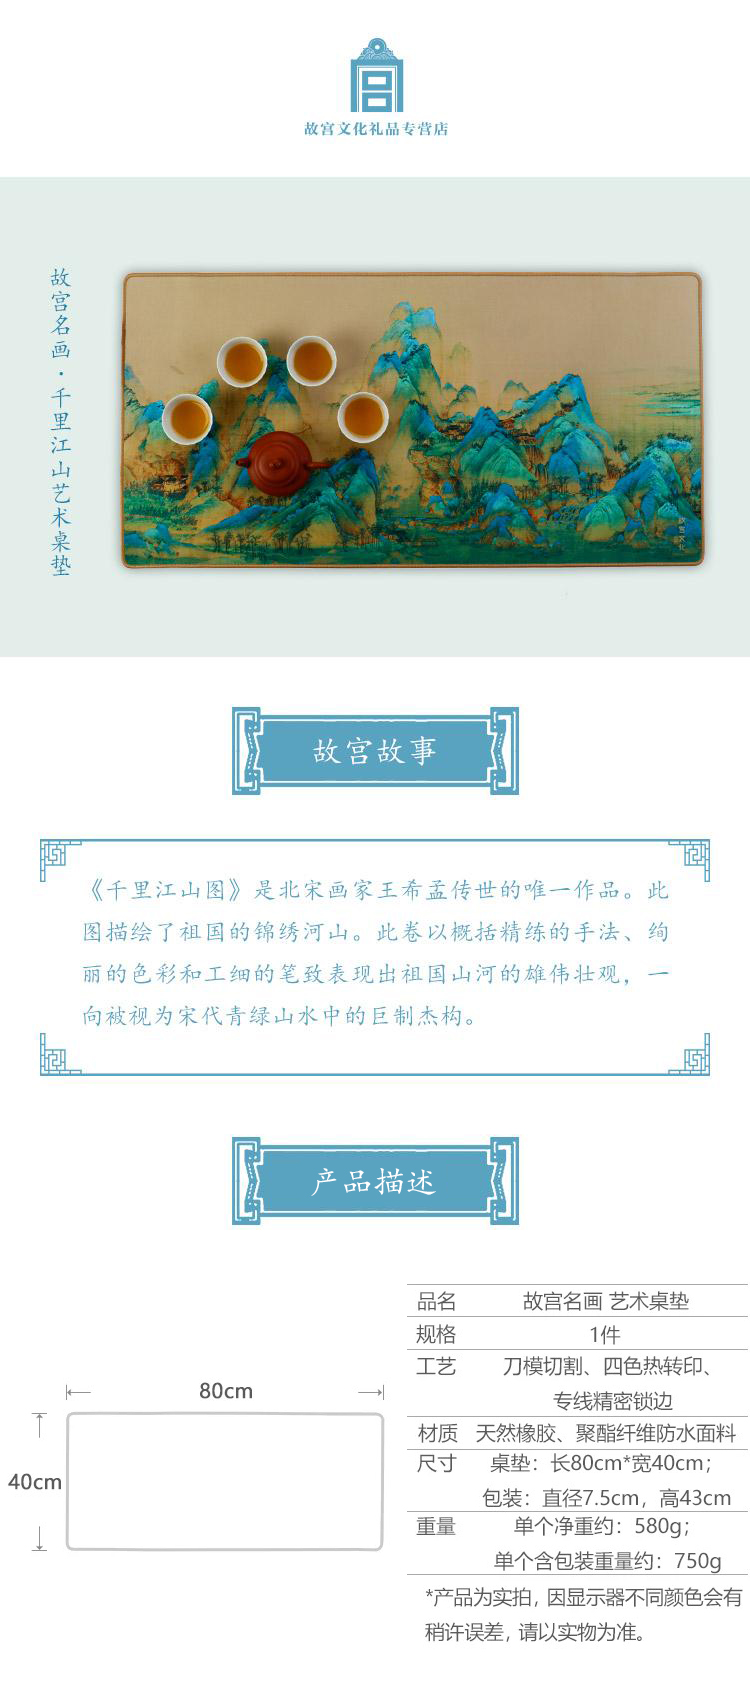 故宫文化礼品专营店
故宫名画·千里江山艺术桌垫
故宫文化
故宫故事
《千里江山图》是北宋画家王希孟传世的唯一作品。此
图描绘了祖国的锦绣河山。此卷以概括精练的手法、绚
丽的色彩和工细的笔致表现出祖国山河的雄伟壮观，一
向被视为宋代青绿山水中的巨制杰构。
产品描述
品名 故宫名画 艺术桌垫
规格 1件
工艺 刀模切割、四色热转印、
专线精密锁边
材质 天然橡胶、聚酯纤维防水面料
尺寸 桌垫：长80cm*宽40cm；
包装：直径7.5cm，高43cm
重量 单个净重约：580g；
单个含包装重量约：750g
*产品为实拍，因显示器不同颜色会有
稍许误差，请以实物为准。
80cm
40cm